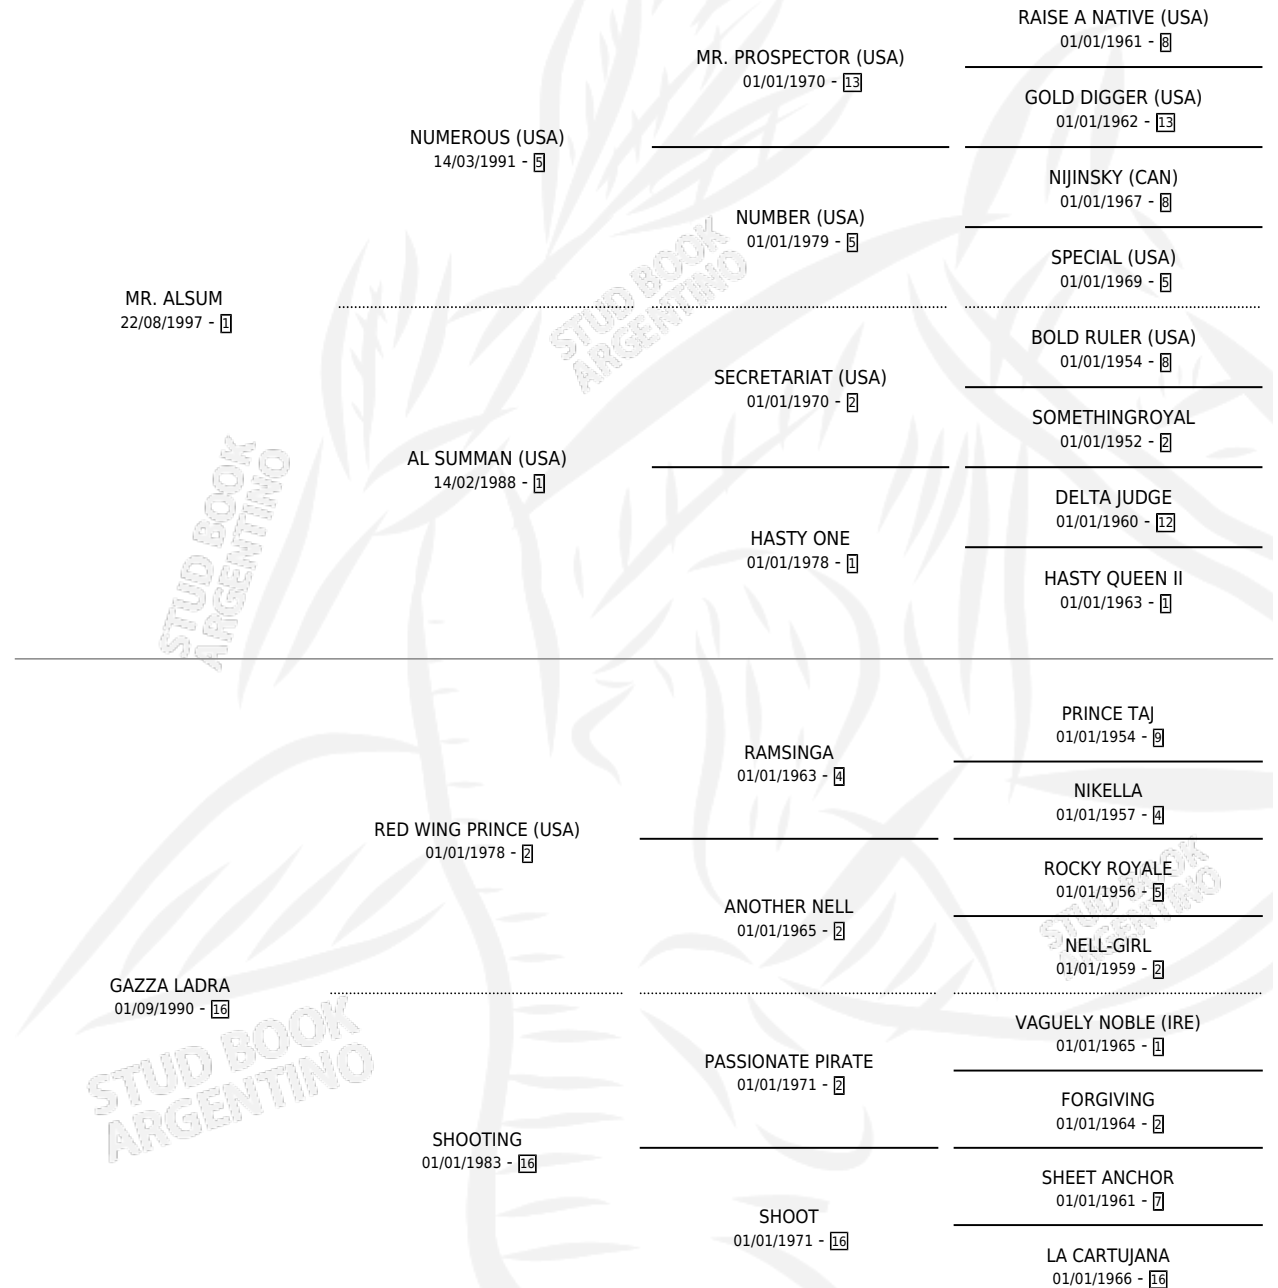 RAISE A NATIVE (USA)
01/01/1961 - 8
MR. PROSPECTOR (USA)
01/01/1970 - 13
GOLD DIGGER (USA)
01/01/1962 - 13
NUMEROUS (USA)
14/03/1991 - 5
NIJINSKY (CAN)
01/01/1967 - 8
NUMBER (USA)
01/01/1979 - 5
SPECIAL (USA)
01/01/1969 - 5
MR. ALSUM
22/08/1997 - 1
BOLD RULER (USA)
01/01/1954 - 8
SECRETARIAT (USA)
01/01/1970 - 2
SOMETHINGROYAL
01/01/1952 - 2
AL SUMMAN (USA)
14/02/1988 - 1
DELTA JUDGE
01/01/1960 - 12
HASTY ONE
01/01/1978 - 1
HASTY QUEEN II
01/01/1963 - 1
STUD BOOK
ARGENTINO
STUD BOOK
ARGENTINO
PRINCE TAJ
01/01/1954 - 9
RAMSINGA
01/01/1963 - 4
NIKELLA
01/01/1957 - 4
RED WING PRINCE (USA)
01/01/1978 - 2
ROCKY ROYALE
01/01/1956 - 5
ANOTHER NELL
01/01/1965 - 2
NELL-GIRL
01/01/1959 - 2
GAZZA LADRA
01/09/1990 - 16
VAGUELY NOBLE (IRE)
01/01/1965 - 1
PASSIONATE PIRATE
01/01/1971 - 2
FORGIVING
01/01/1964 - 2
SHOOTING
01/01/1983 - 16
SHEET ANCHOR
01/01/1961 - 7
SHOOT
01/01/1971 - 16
LA CARTUJANA
01/01/1966 - 16
STUD BOOK
ARGENTINO
STUD BOOK
ARGENTINO